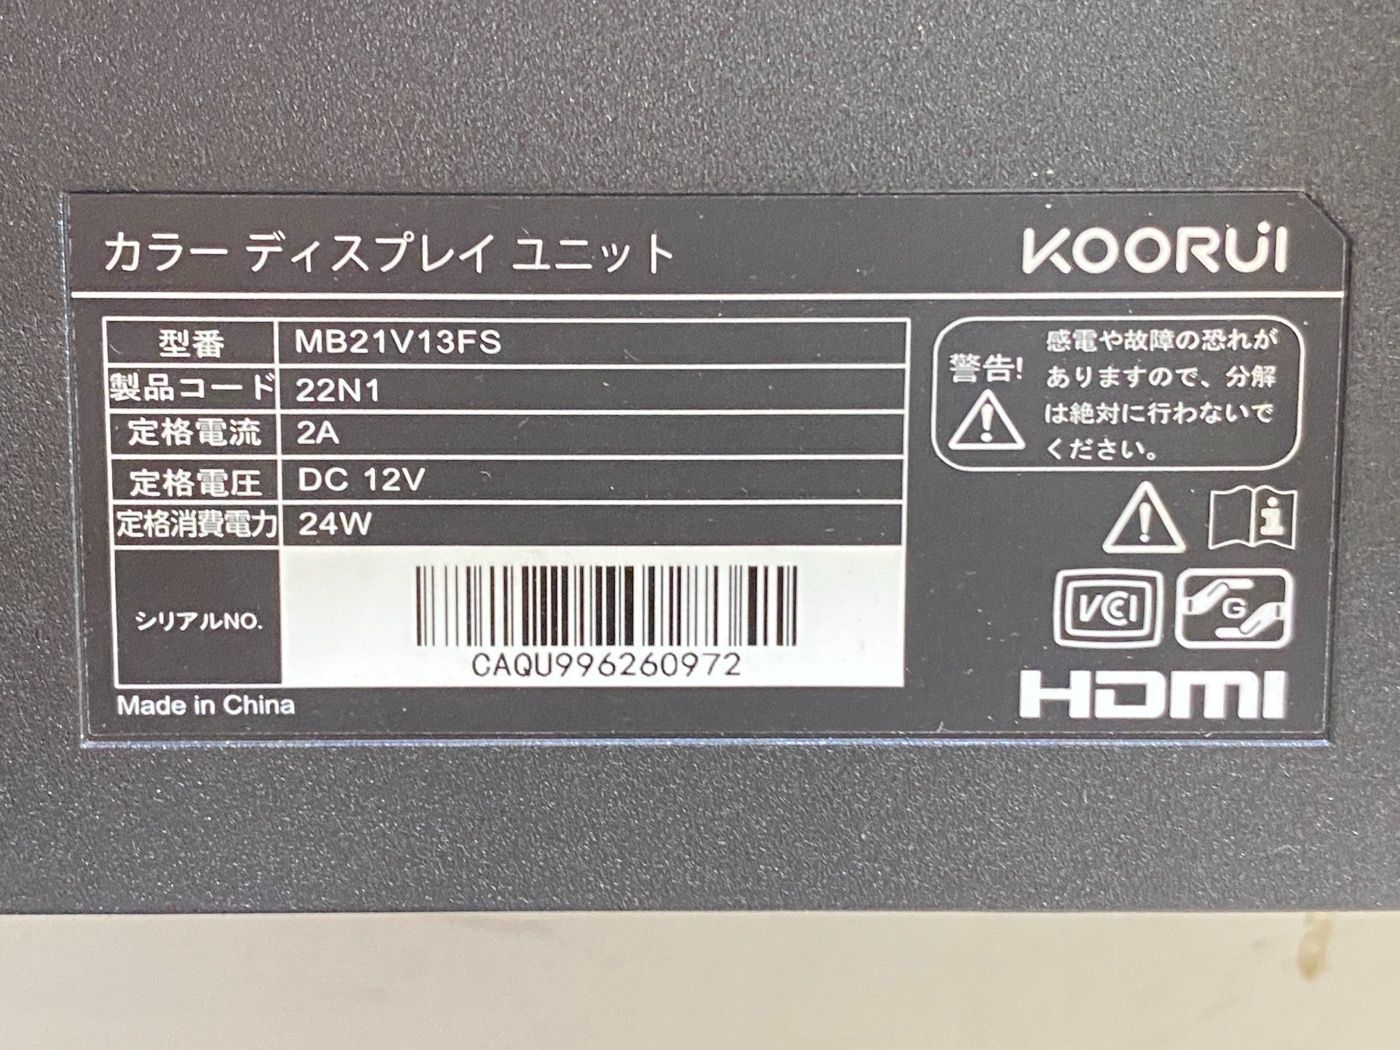 カラー ディスプレイ ユニット
KOORUi
型番 MB21V13FS
製品コード 22N1
定格電流 2A
定格電圧 DC 12V
定格消費電力 24W
シリアルNO.
CAQU996260972
Made in China
警告!
感電や故障の恐れが
ありますので、分解
は絶対に行わないで
ください。
VCCI
G
HDMI